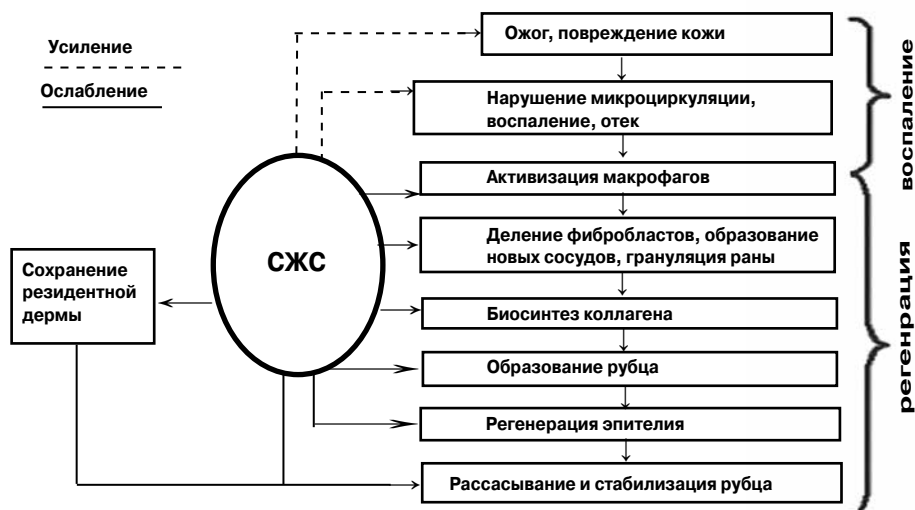 Усиление
Ослабление
Ожог, повреждение кожи
Нарушение микроциркуляции,
воспаление, отек
Активизация макрофагов
Деление фибробластов, образование
новых сосудов, грануляция раны
СЖС
Сохранение
резидентной
дермы
Биосинтез коллагена
Образование рубца
Регенерация эпителия
Рассасывание и стабилизация рубца
воспаление
регенрация